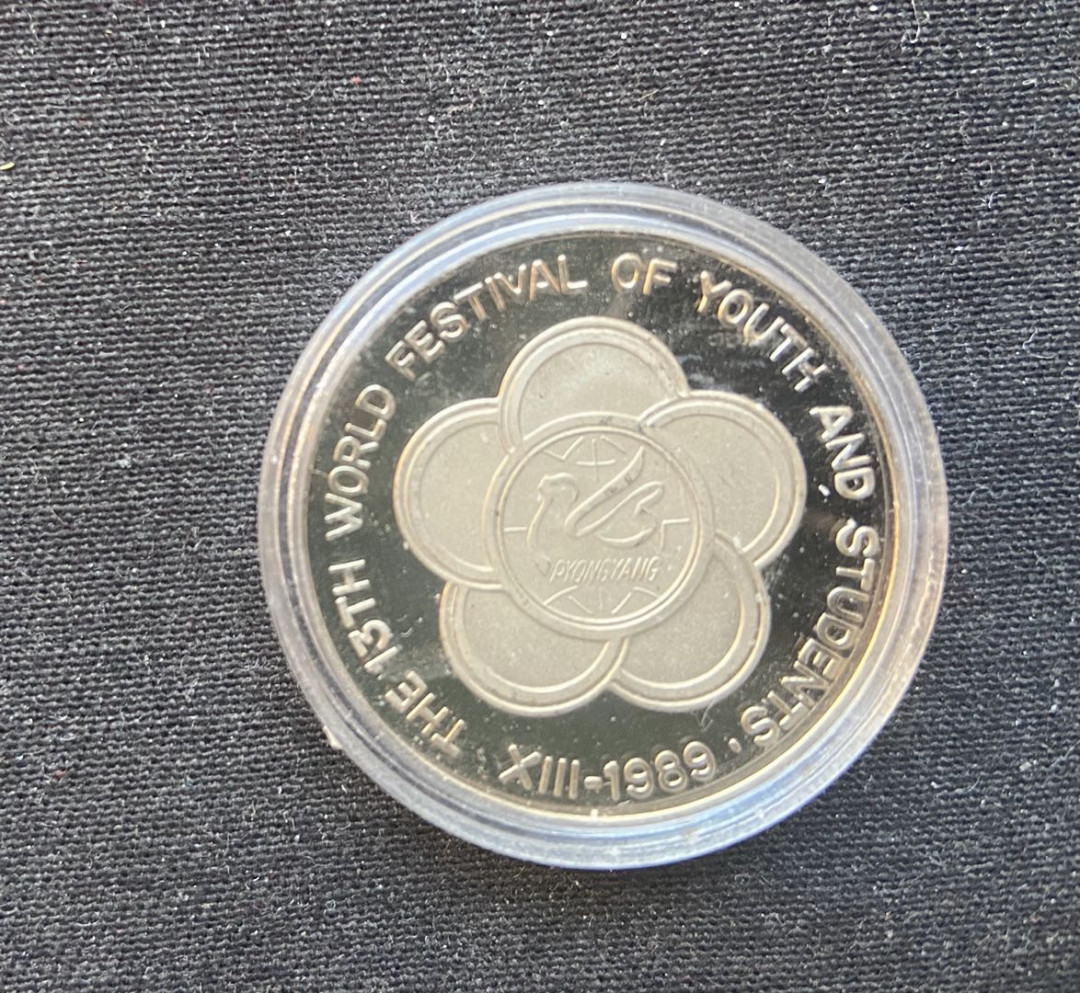 THE 13TH WORLD FESTIVAL OF YOUTH AND STUDENTS •
XIII-1989
PYONGYANG